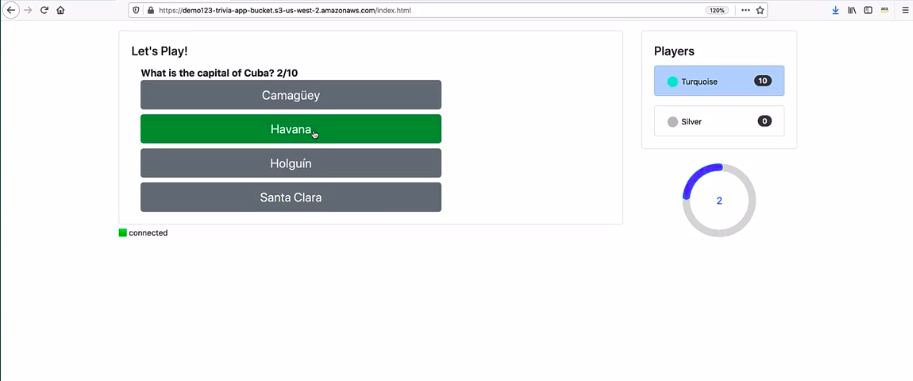 https://demo123-trivia-app-bucket.s3-us-west-2.amazonaws.com/index.html
120%
Let's Play!
What is the capital of Cuba? 2/10
Camagüey
Havana
Holguín
Santa Clara
connected
Players
Turquoise 10
Silver 0
2